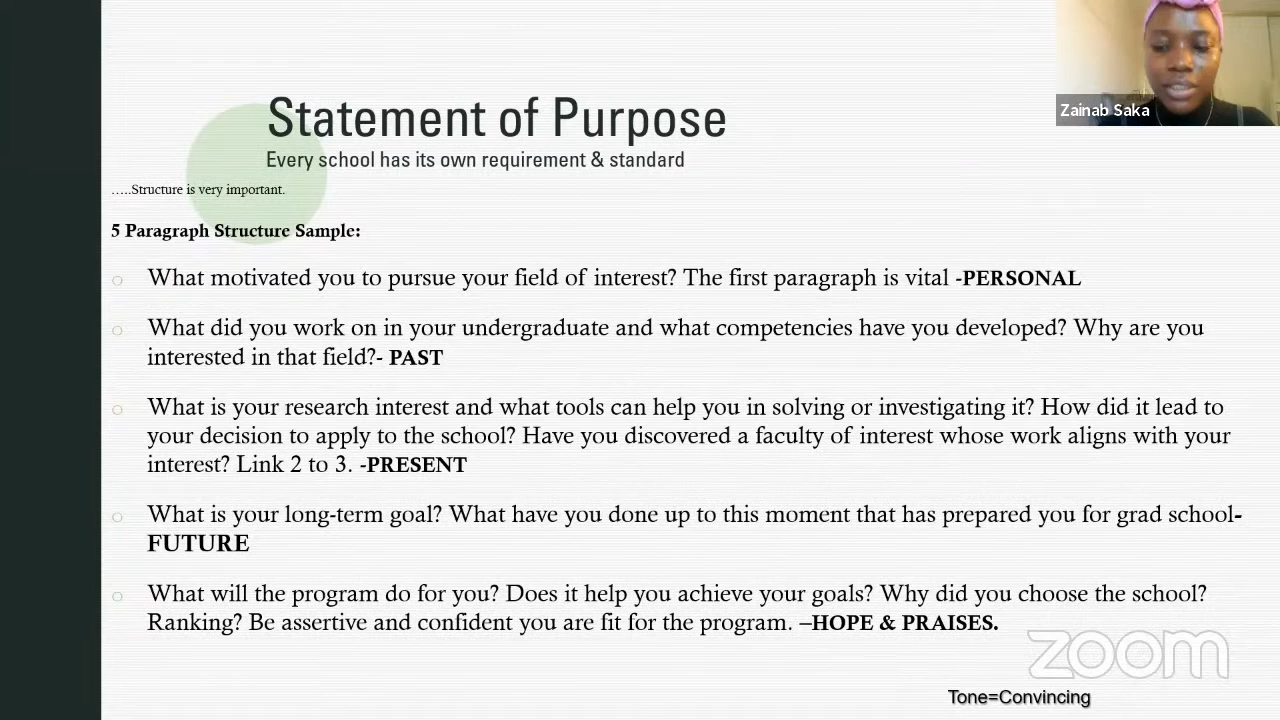 Zainab Saka
Statement of Purpose
Every school has its own requirement & standard
…..Structure is very important.
5 Paragraph Structure Sample:
What motivated you to pursue your field of interest? The first paragraph is vital -PERSONAL
What did you work on in your undergraduate and what competencies have you developed? Why are you
interested in that field?- PAST
What is your research interest and what tools can help you in solving or investigating it? How did it lead to
your decision to apply to the school? Have you discovered a faculty of interest whose work aligns with your
interest? Link 2 to 3. -PRESENT
What is your long-term goal? What have you done up to this moment that has prepared you for grad school-
FUTURE
What will the program do for you? Does it help you achieve your goals? Why did you choose the school?
Ranking? Be assertive and confident you are fit for the program. –HOPE & PRAISES.
zoom
Tone=Convincing